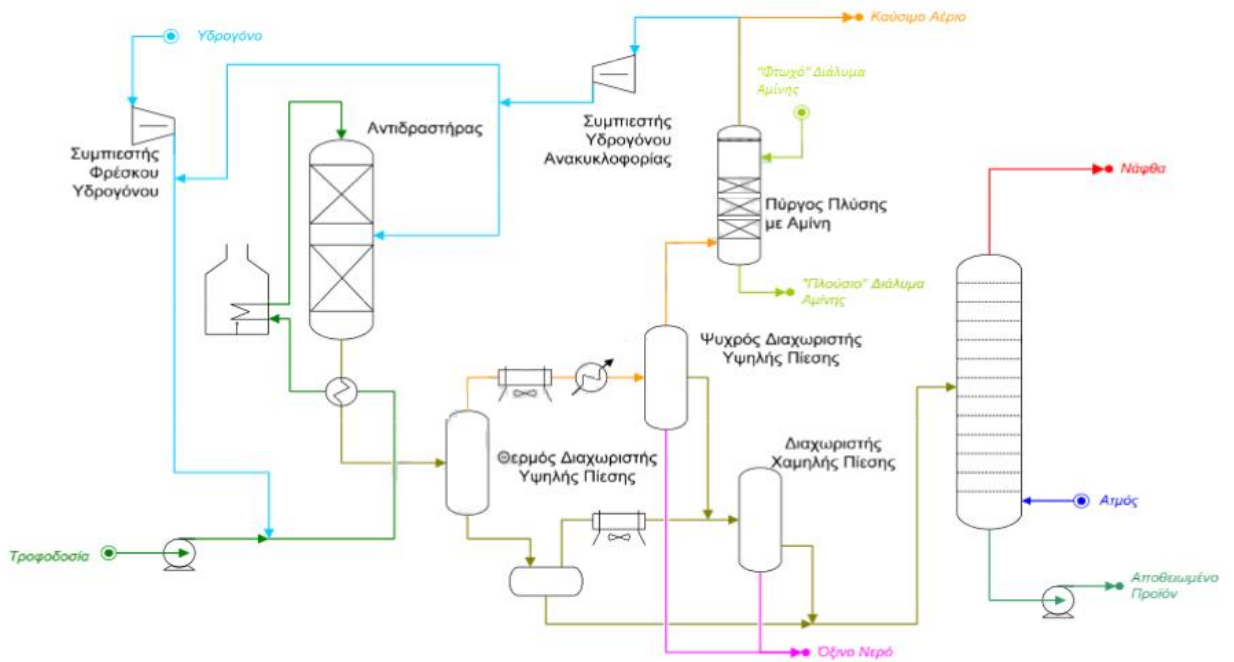 Υδρογόνο
Καύσιμο Αέριο
"Φτωχό" Διάλυμα
Αμίνης
Συμπιεστής
Φρέσκου
Υδρογόνου
Αντιδραστήρας
Συμπιεστής
Υδρογόνου
Ανακυκλοφορίας
Πύργος Πλύσης
με Αμίνη
Νάφθα
"Πλούσιο" Διάλυμα
Αμίνης
Ψυχρός Διαχωριστής
Υψηλής Πίεσης
Θερμός Διαχωριστής
Υψηλής Πίεσης
Διαχωριστής
Χαμηλής Πίεσης
Ατμός
Τροφοδοσία
Αποθειωμένο
Προϊόν
Όξινο Νερό